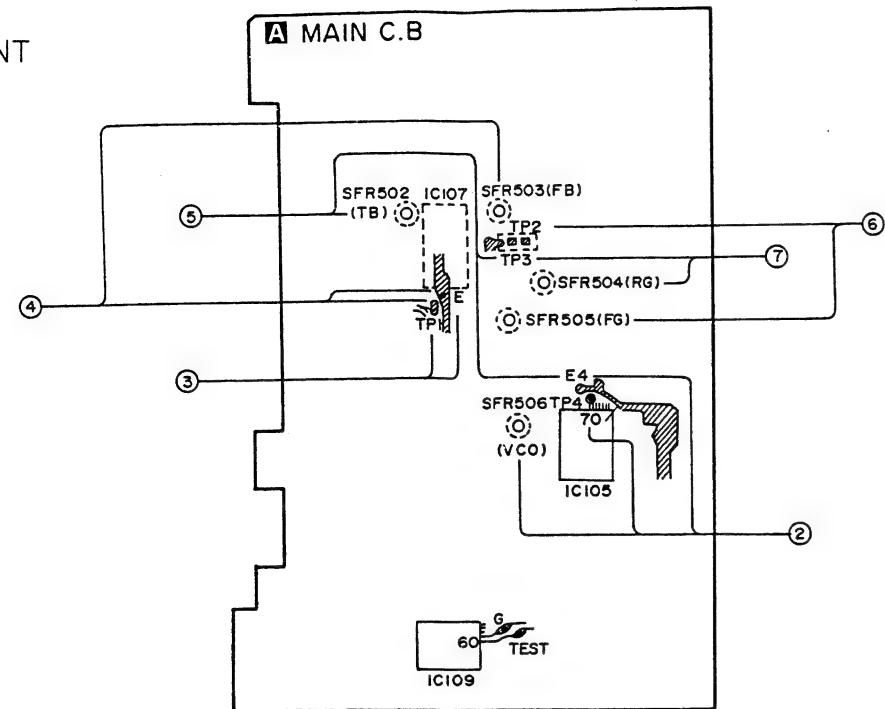 NT
A MAIN C.B
SFR502
(TB)
IC107
SFR503(FB)
TP2
TP3
⑤
⑥
⑦
SFR504(RG)
④
E
TP1
SFR505(FG)
③
E4
SFR506
TP4
70
(VCO)
IC105
②
G
60
TEST
IC109